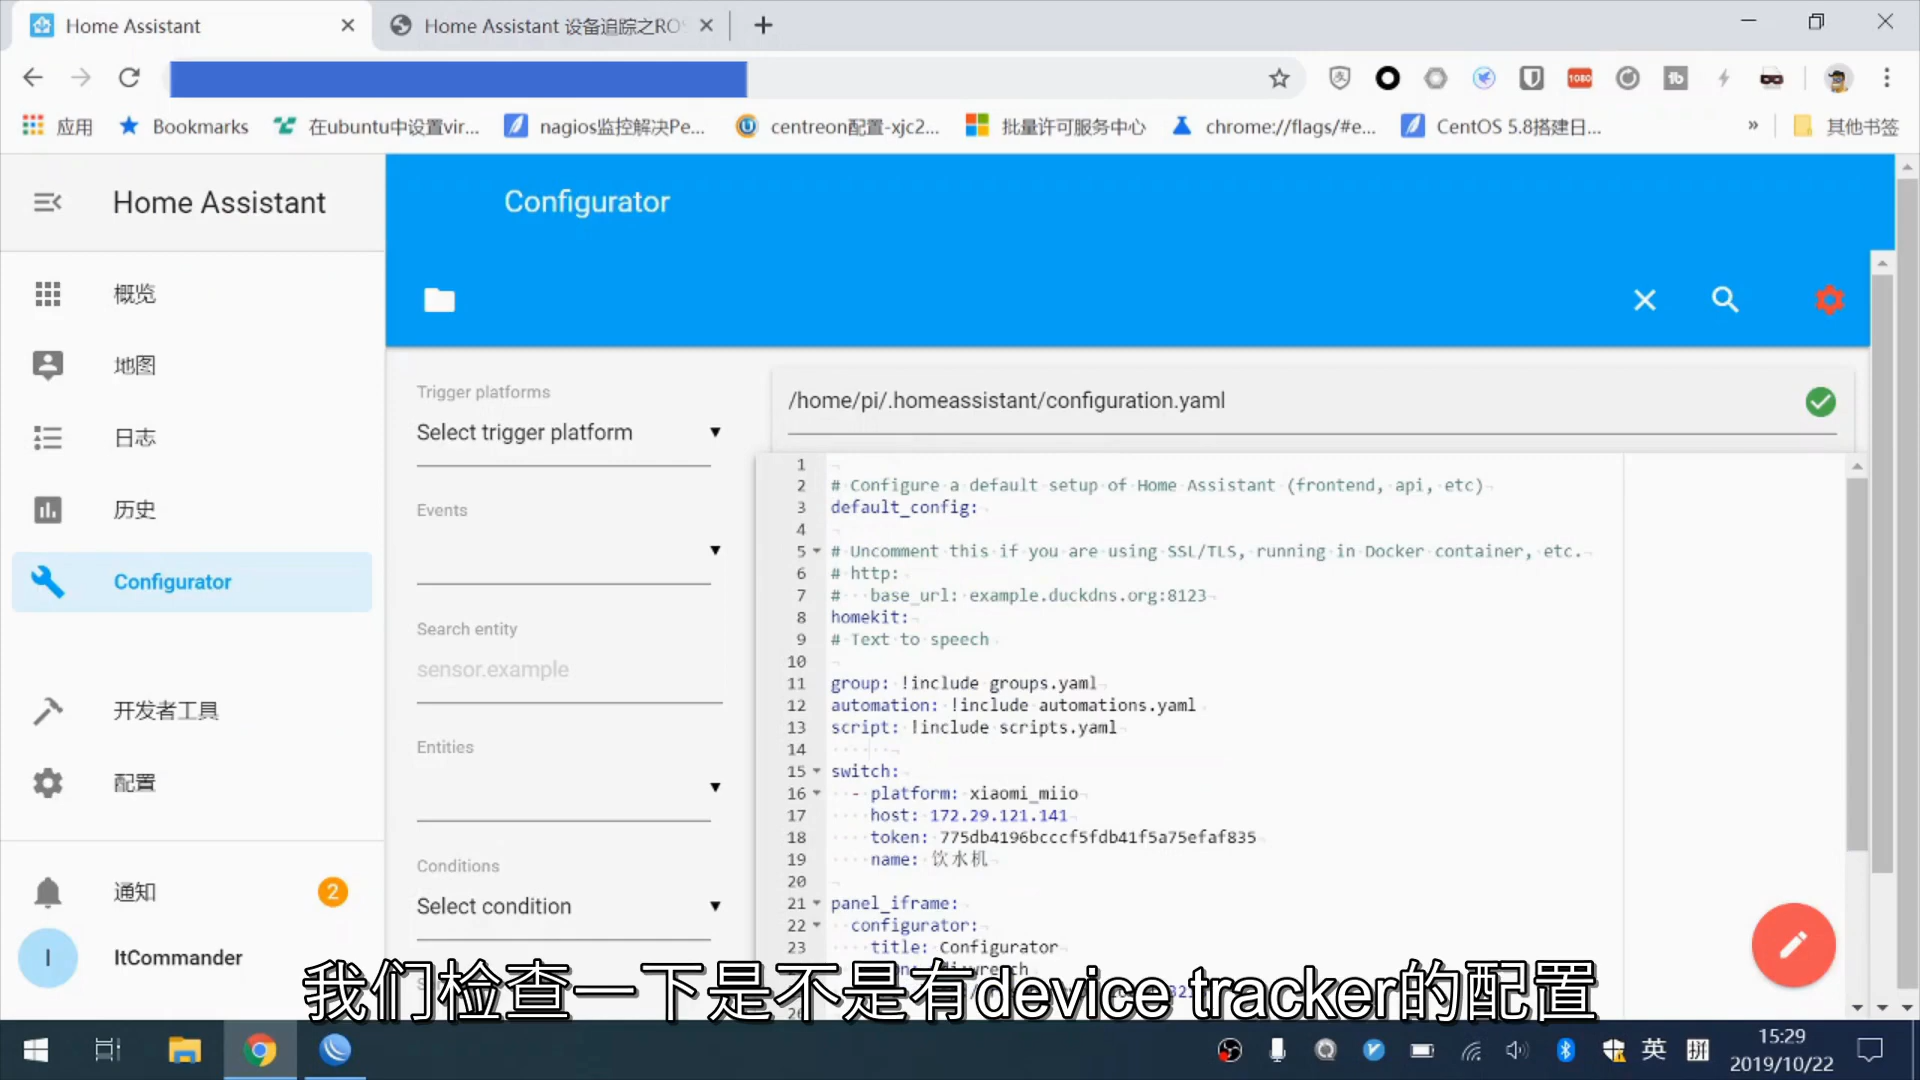 Home Assistant
Home Assistant 设备追踪之RO
1080
应用
Bookmarks
在ubuntu中设置vir...
nagios监控解决Pe...
centreon配置-xjc2...
批量许可服务中心
chrome://flags/#e...
CentOS 5.8搭建日...
»
其他书签
Home Assistant
Configurator
概览
地图
日志
历史
Configurator
开发者工具
配置
通知
2
I
ItCommander
Trigger platforms
Select trigger platform
Events
Search entity
sensor.example
Entities
Conditions
Select condition
/home/pi/.homeassistant/configuration.yaml
1
2 # Configure a default setup of Home Assistant (frontend, api, etc)
3 default_config:
4
5 # Uncomment this if you are using SSL/TLS, running in Docker container, etc.
6 # http:
7 # base_url: example.duckdns.org:8123
8 homekit:
9 # Text to speech
10
11 group: !include groups.yaml
12 automation: !include automations.yaml
13 script: !include scripts.yaml
14
15 switch:
16 - platform: xiaomi_miio
17 host: 172.29.121.141
18 token: 775db4196bcccf5fdb41f5a75efaf835
19 name: 饮水机
20
21 panel_iframe:
22 configurator:
23 title: Configurator
我们检查一下是不是有device tracker的配置
英
拼
15:29
2019/10/22